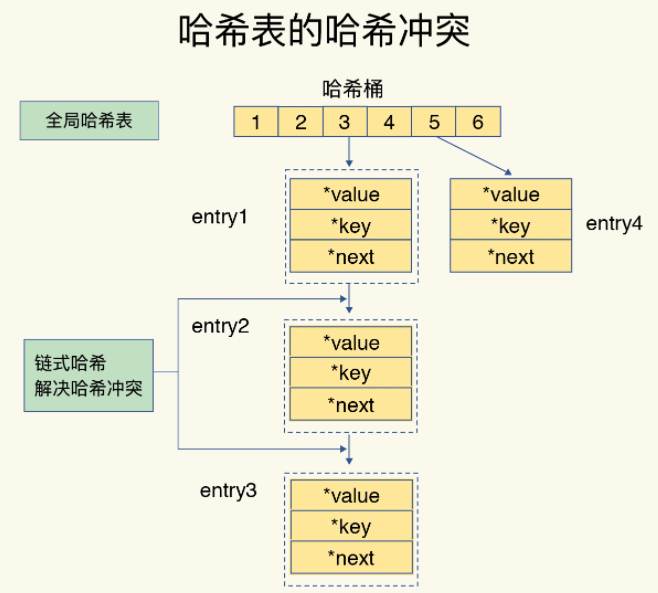 哈希表的哈希冲突
哈希桶
全局哈希表
1 2 3 4 5 6
entry1
*value
*key
*next
*value
*key
*next
entry4
链式哈希
解决哈希冲突
entry2
*value
*key
*next
entry3
*value
*key
*next